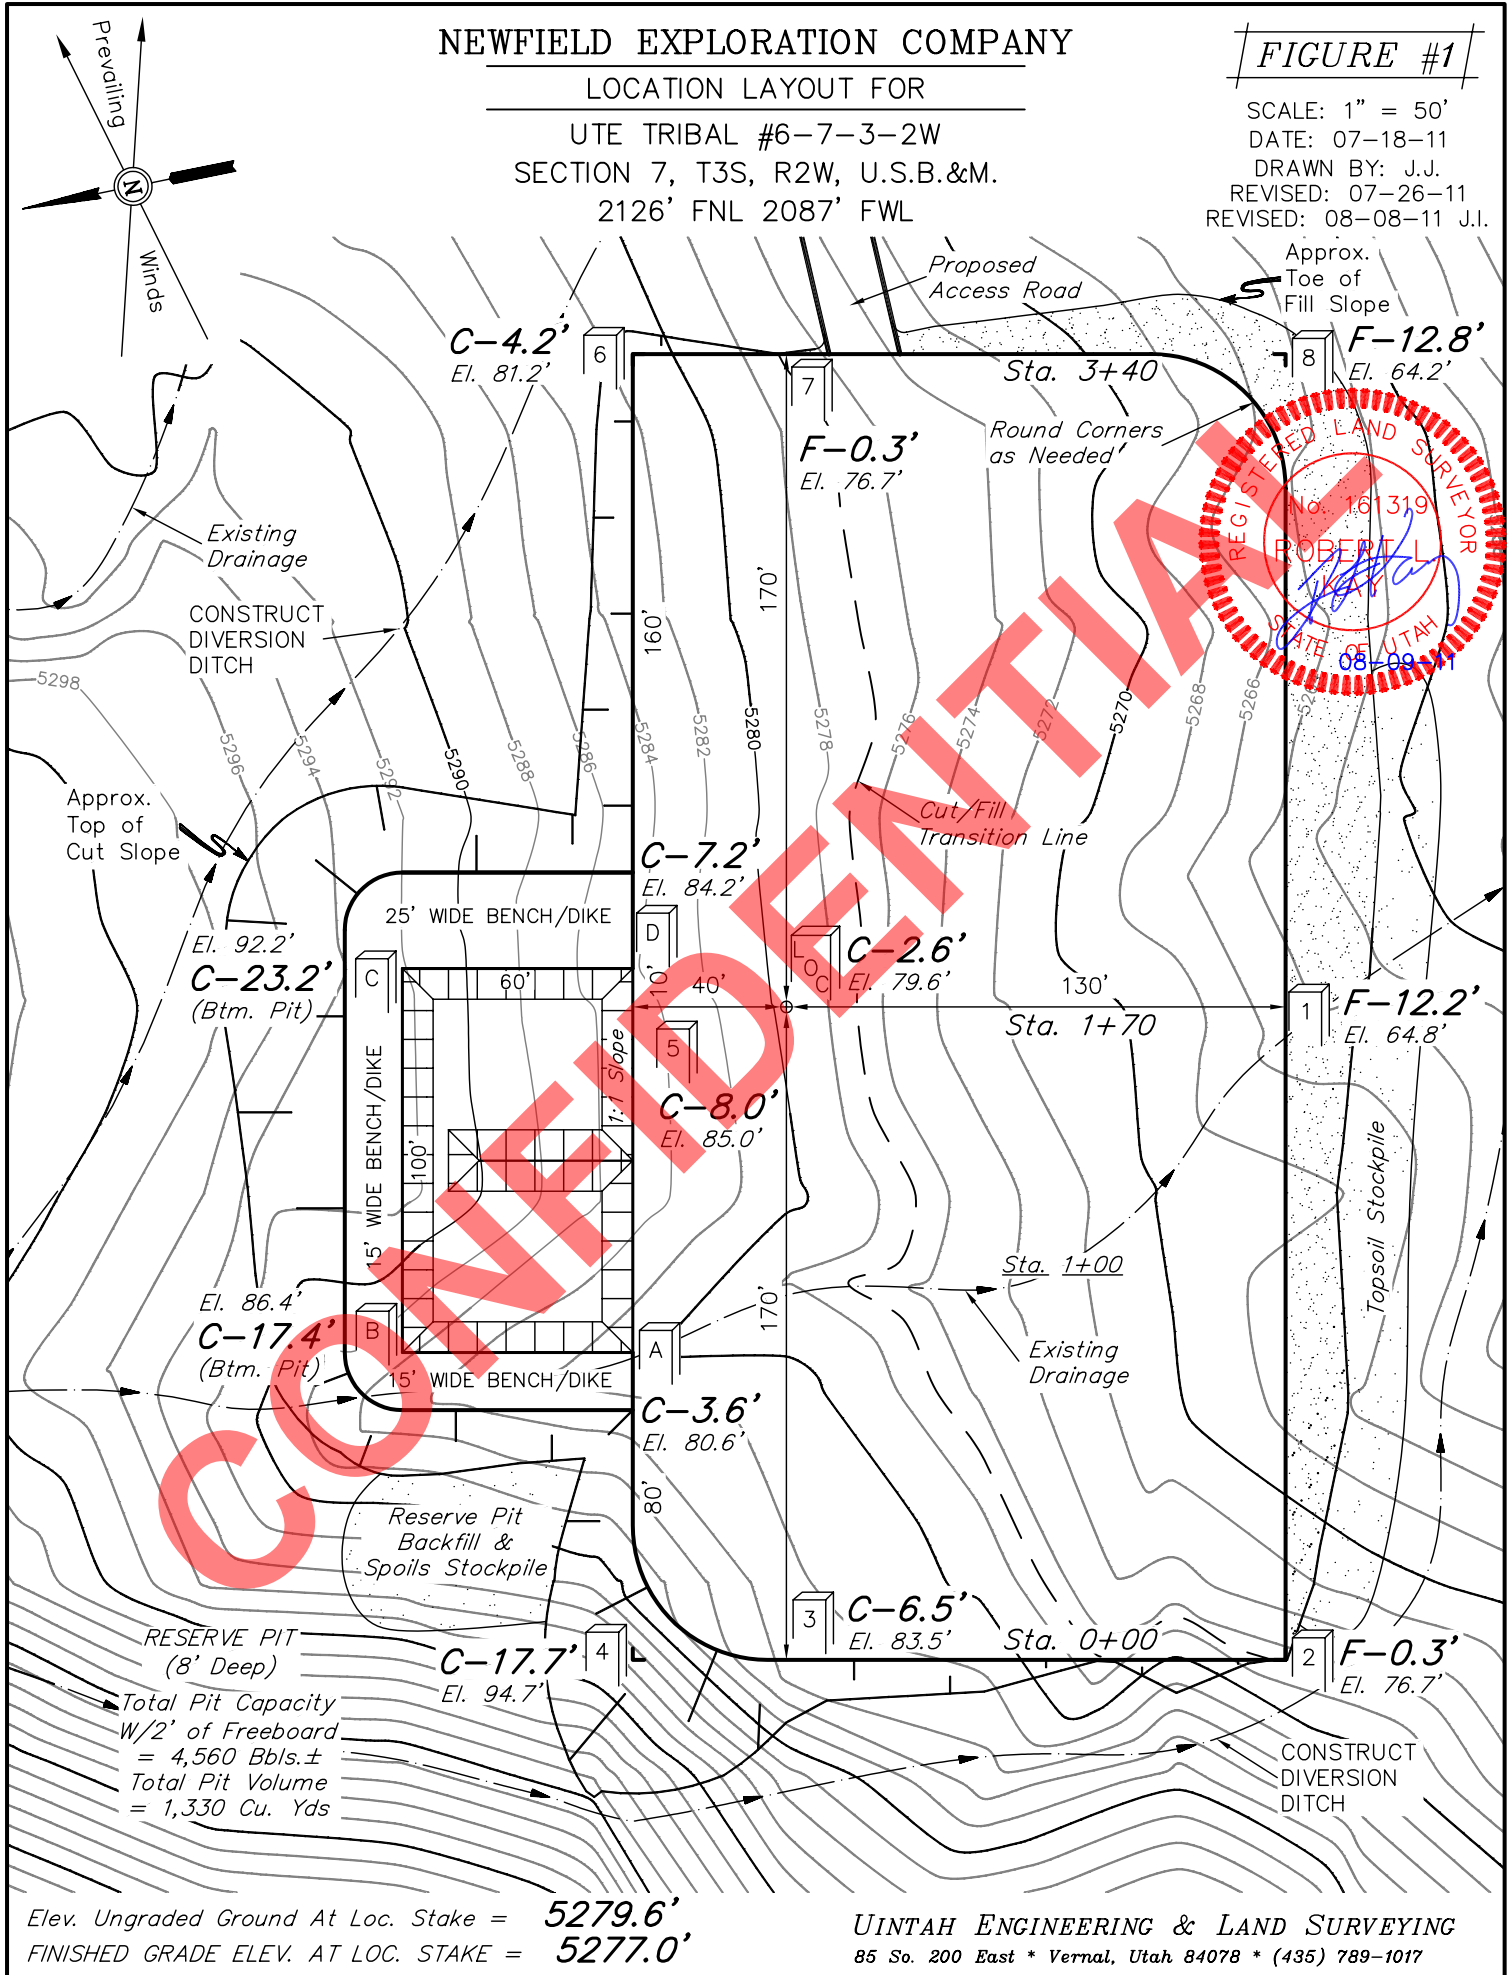 NEWFIELD EXPLORATION COMPANY
LOCATION LAYOUT FOR
UTE TRIBAL #6-7-3-2W
SECTION 7, T3S, R2W, U.S.B.&M.
2126' FNL 2087' FWL
FIGURE #1
SCALE: 1" = 50'
DATE: 07-18-11
DRAWN BY: J.J.
REVISED: 07-26-11
REVISED: 08-08-11 J.I.
Prevailing
N
Winds
Proposed
Access Road
Approx.
Toe of
Fill Slope
C-4.2'
El. 81.2'
6
7
F-0.3'
El. 76.7'
Sta. 3+40
8
F-12.8'
El. 64.2'
Round Corners
as Needed
REGISTERED LAND SURVEYOR
No. 161319
ROBERT L.
KAY
STATE OF UTAH
08-09-11
Existing
Drainage
CONSTRUCT
DIVERSION
DITCH
160'
170'
5298
5296
5294
5292
5290
5288
5286
5284
5282
5280
5278
5276
5274
5272
5270
5268
5266
Approx.
Top of
Cut Slope
Cut/Fill
Transition Line
C-7.2'
El. 84.2'
D
25' WIDE BENCH/DIKE
El. 92.2'
C-23.2'
(Btm. Pit)
C
60'
10'
40'
LOC
C-2.6'
El. 79.6'
130'
Sta. 1+70
1
F-12.2'
El. 64.8'
5
C-8.0'
El. 85.0'
1:1 Slope
15' WIDE BENCH/DIKE
100'
Topsoil Stockpile
Sta. 1+00
170'
Existing
Drainage
El. 86.4'
C-17.4'
(Btm. Pit)
B
A
15' WIDE BENCH/DIKE
C-3.6'
El. 80.6'
80'
Reserve Pit
Backfill &
Spoils Stockpile
3
C-6.5'
El. 83.5'
Sta. 0+00
4
C-17.7'
El. 94.7'
2
F-0.3'
El. 76.7'
RESERVE PIT
(8' Deep)
Total Pit Capacity
W/2' of Freeboard
= 4,560 Bbls.±
Total Pit Volume
= 1,330 Cu. Yds
CONSTRUCT
DIVERSION
DITCH
CONFIDENTIAL
Elev. Ungraded Ground At Loc. Stake = 5279.6'
FINISHED GRADE ELEV. AT LOC. STAKE = 5277.0'
UINTAH ENGINEERING & LAND SURVEYING
85 So. 200 East * Vernal, Utah 84078 * (435) 789-1017